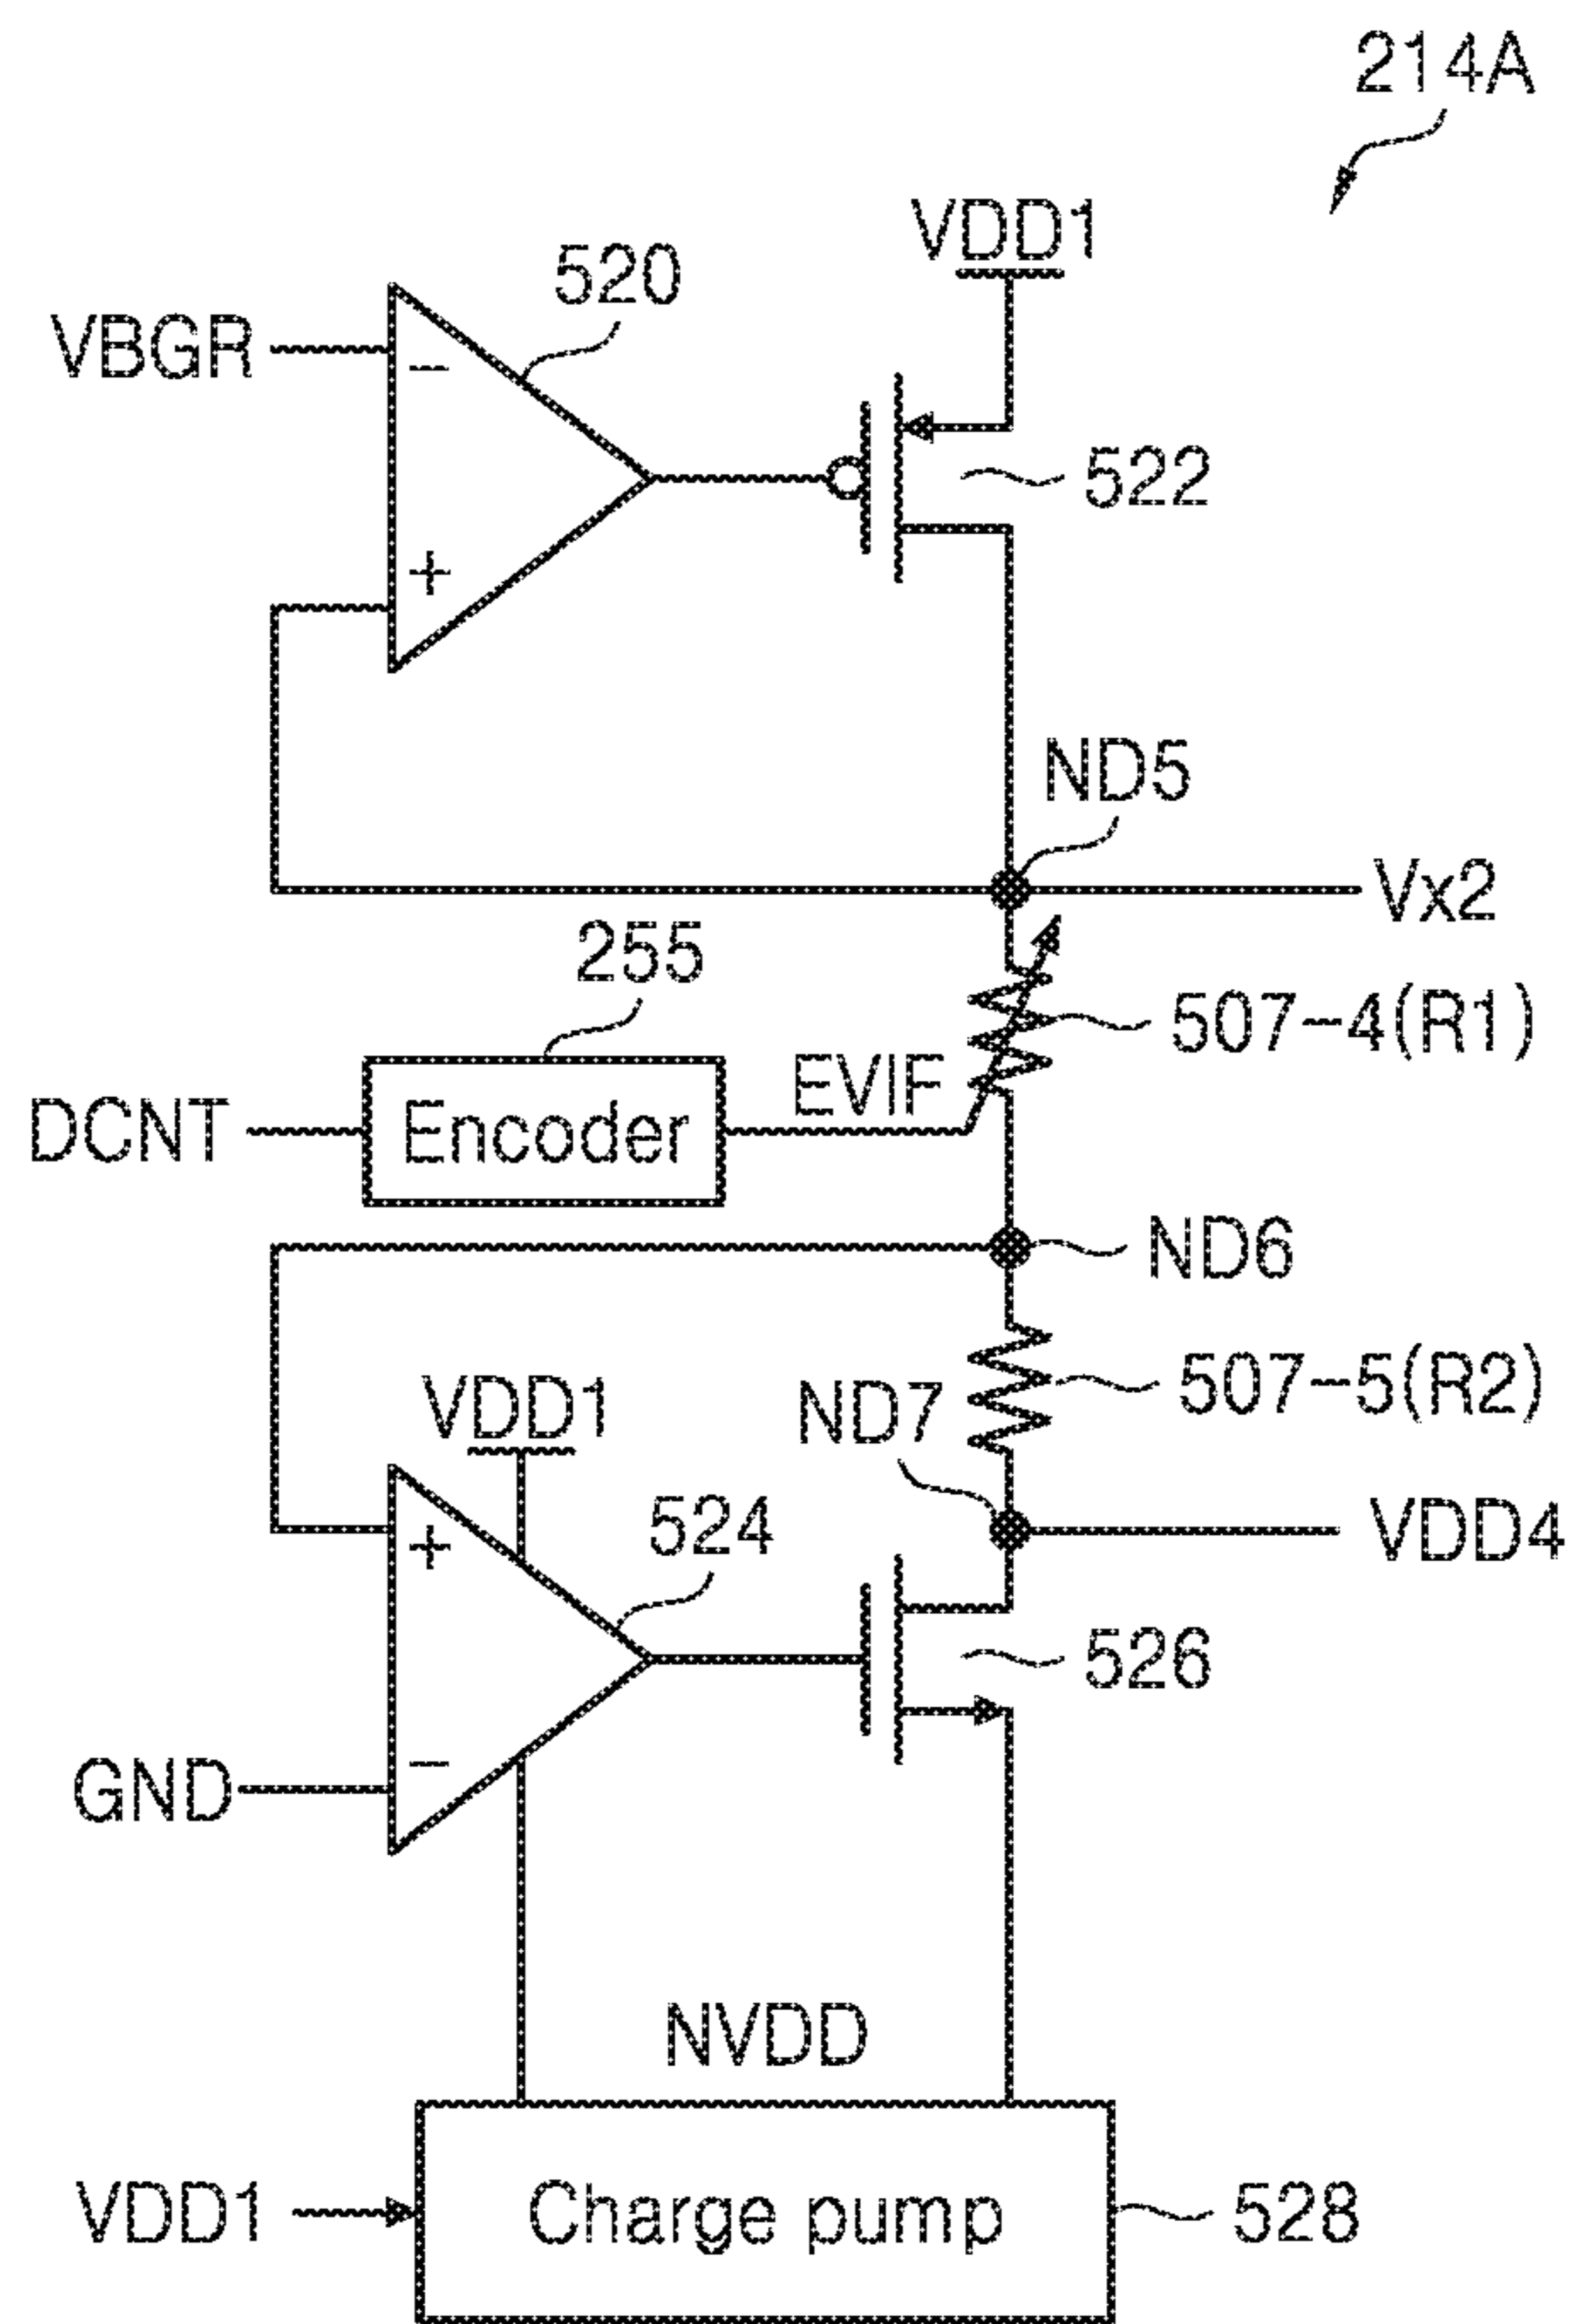 214A
VDD1
520
VBGR
−
522
+
ND5
Vx2
255
507-4(R1)
EVIF
DCNT
Encoder
ND6
507-5(R2)
VDD1
ND7
524
VDD4
+
526
−
GND
NVDD
VDD1
Charge pump
528